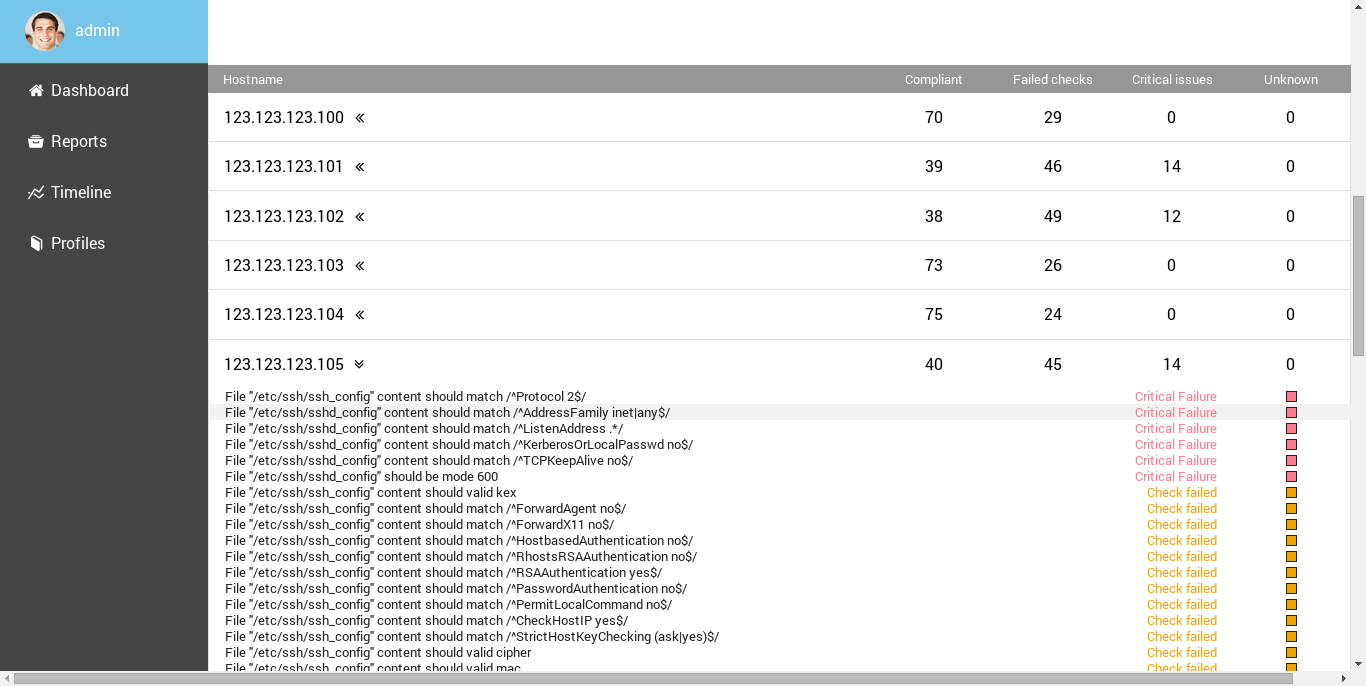 admin
Dashboard
Reports
Timeline
Profiles
Hostname Compliant Failed checks Critical issues Unknown
123.123.123.100 70 29 0 0
123.123.123.101 39 46 14 0
123.123.123.102 38 49 12 0
123.123.123.103 73 26 0 0
123.123.123.104 75 24 0 0
123.123.123.105 40 45 14 0
File "/etc/ssh/ssh_config" content should match /^Protocol 2$/ Critical Failure
File "/etc/ssh/sshd_config" content should match /^AddressFamily inet|any$/ Critical Failure
File "/etc/ssh/sshd_config" content should match /^ListenAddress .*/ Critical Failure
File "/etc/ssh/sshd_config" content should match /^KerberosOrLocalPasswd no$/ Critical Failure
File "/etc/ssh/sshd_config" content should match /^TCPKeepAlive no$/ Critical Failure
File "/etc/ssh/sshd_config" should be mode 600 Critical Failure
File "/etc/ssh/ssh_config" content should valid kex Check failed
File "/etc/ssh/ssh_config" content should match /^ForwardAgent no$/ Check failed
File "/etc/ssh/ssh_config" content should match /^ForwardX11 no$/ Check failed
File "/etc/ssh/ssh_config" content should match /^HostbasedAuthentication no$/ Check failed
File "/etc/ssh/ssh_config" content should match /^RhostsRSAAuthentication no$/ Check failed
File "/etc/ssh/ssh_config" content should match /^RSAAuthentication yes$/ Check failed
File "/etc/ssh/ssh_config" content should match /^PasswordAuthentication no$/ Check failed
File "/etc/ssh/ssh_config" content should match /^PermitLocalCommand no$/ Check failed
File "/etc/ssh/ssh_config" content should match /^CheckHostIP yes$/ Check failed
File "/etc/ssh/ssh_config" content should match /^StrictHostKeyChecking (ask|yes)$/ Check failed
File "/etc/ssh/ssh_config" content should valid cipher Check failed
File "/etc/ssh/ssh_config" content should valid mac Check failed